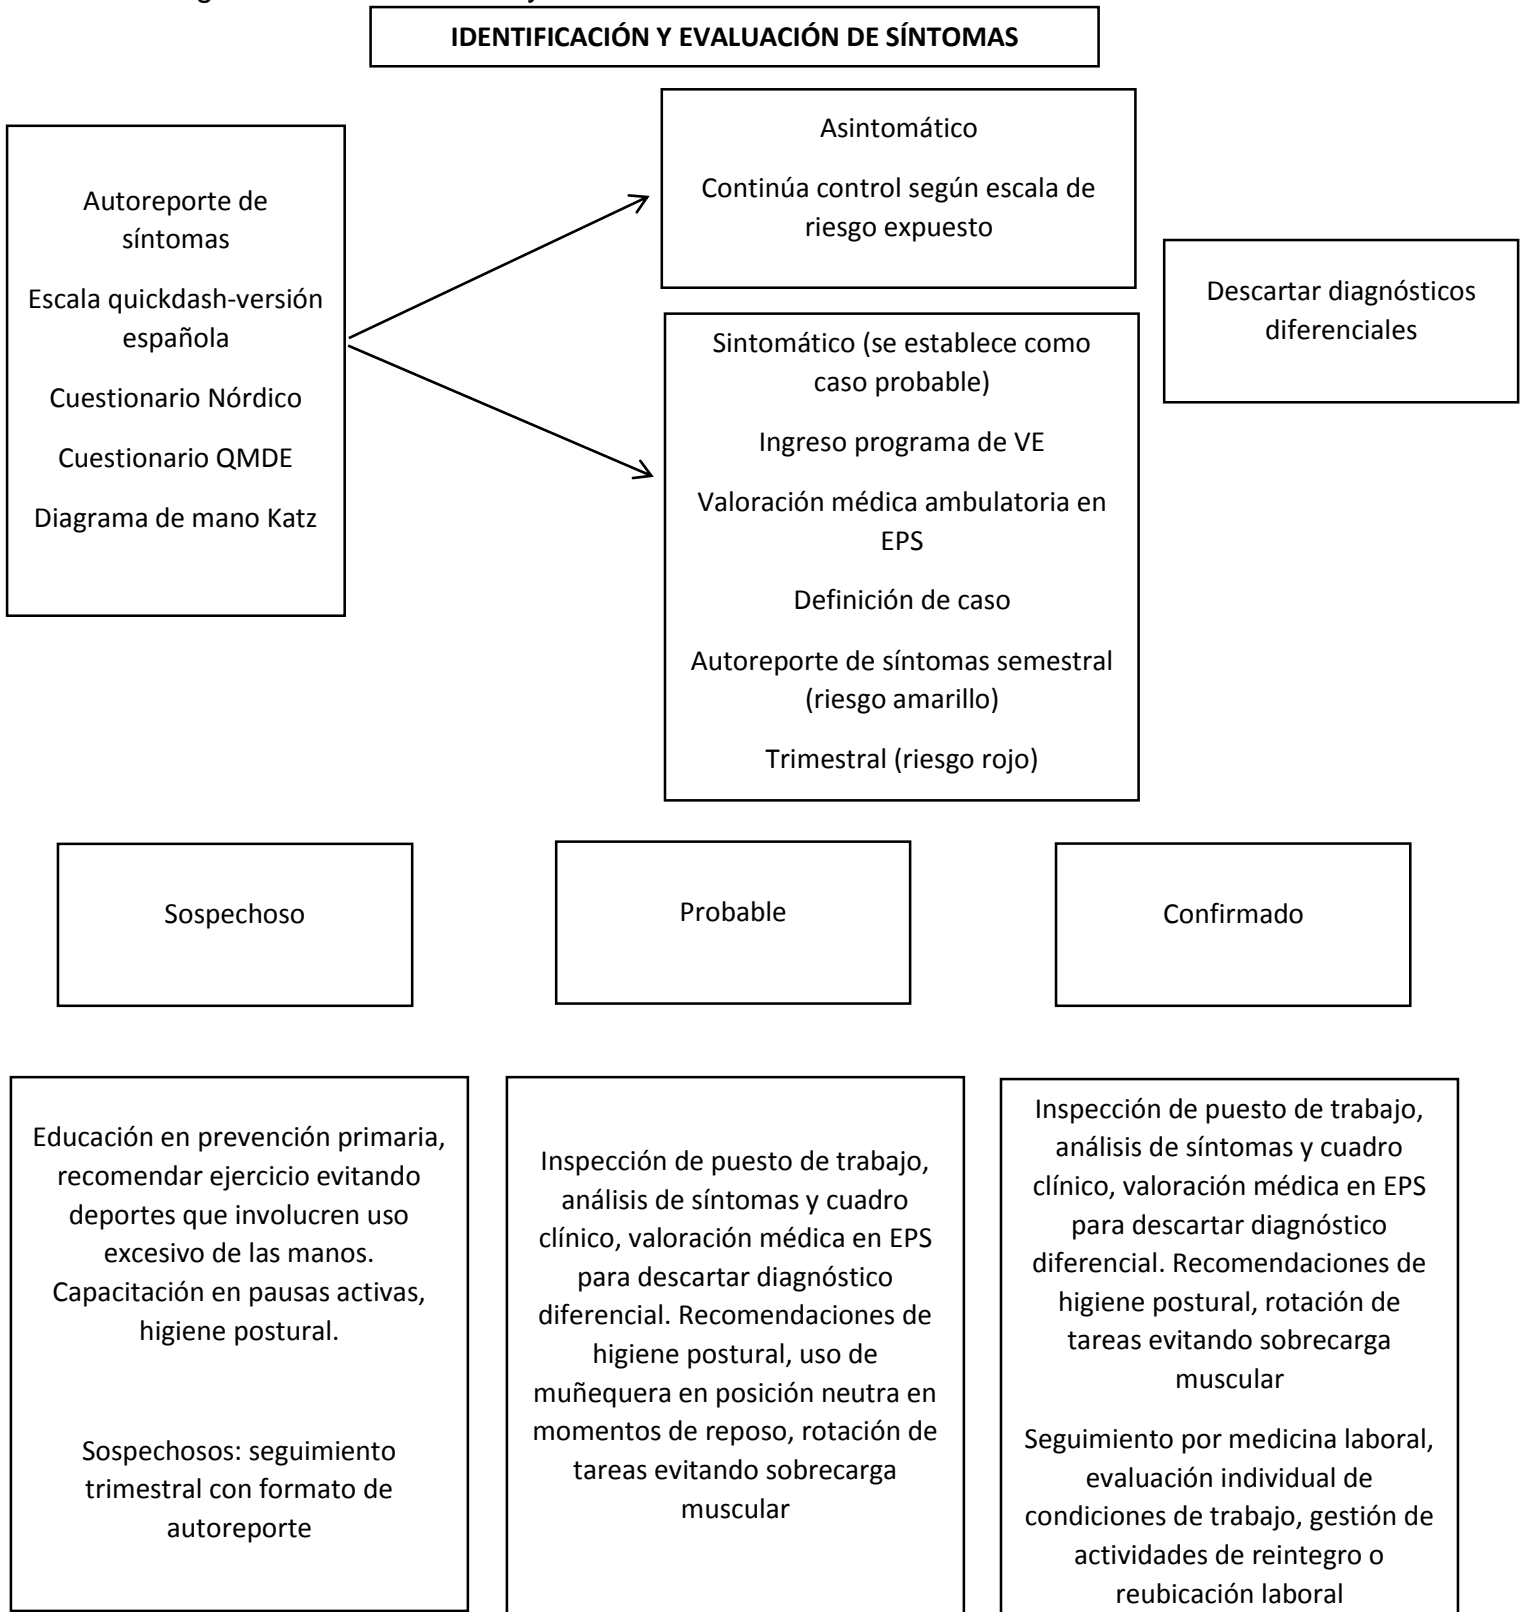 IDENTIFICACIÓN Y EVALUACIÓN DE SÍNTOMAS
Autoreporte de
síntomas
Escala quickdash-versión
española
Cuestionario Nórdico
Cuestionario QMDE
Diagrama de mano Katz
Asintomático
Continúa control según escala de
riesgo expuesto
Sintomático (se establece como
caso probable)
Ingreso programa de VE
Valoración médica ambulatoria en
EPS
Definición de caso
Autoreporte de síntomas semestral
(riesgo amarillo)
Trimestral (riesgo rojo)
Descartar diagnósticos
diferenciales
Sospechoso
Probable
Confirmado
Educación en prevención primaria,
recomendar ejercicio evitando
deportes que involucren uso
excesivo de las manos.
Capacitación en pausas activas,
higiene postural.
Sospechosos: seguimiento
trimestral con formato de
autoreporte
Inspección de puesto de trabajo,
análisis de síntomas y cuadro
clínico, valoración médica en EPS
para descartar diagnóstico
diferencial. Recomendaciones de
higiene postural, uso de
muñequera en posición neutra en
momentos de reposo, rotación de
tareas evitando sobrecarga
muscular
Inspección de puesto de trabajo,
análisis de síntomas y cuadro
clínico, valoración médica en EPS
para descartar diagnóstico
diferencial. Recomendaciones de
higiene postural, rotación de
tareas evitando sobrecarga
muscular
Seguimiento por medicina laboral,
evaluación individual de
condiciones de trabajo, gestión de
actividades de reintegro o
reubicación laboral